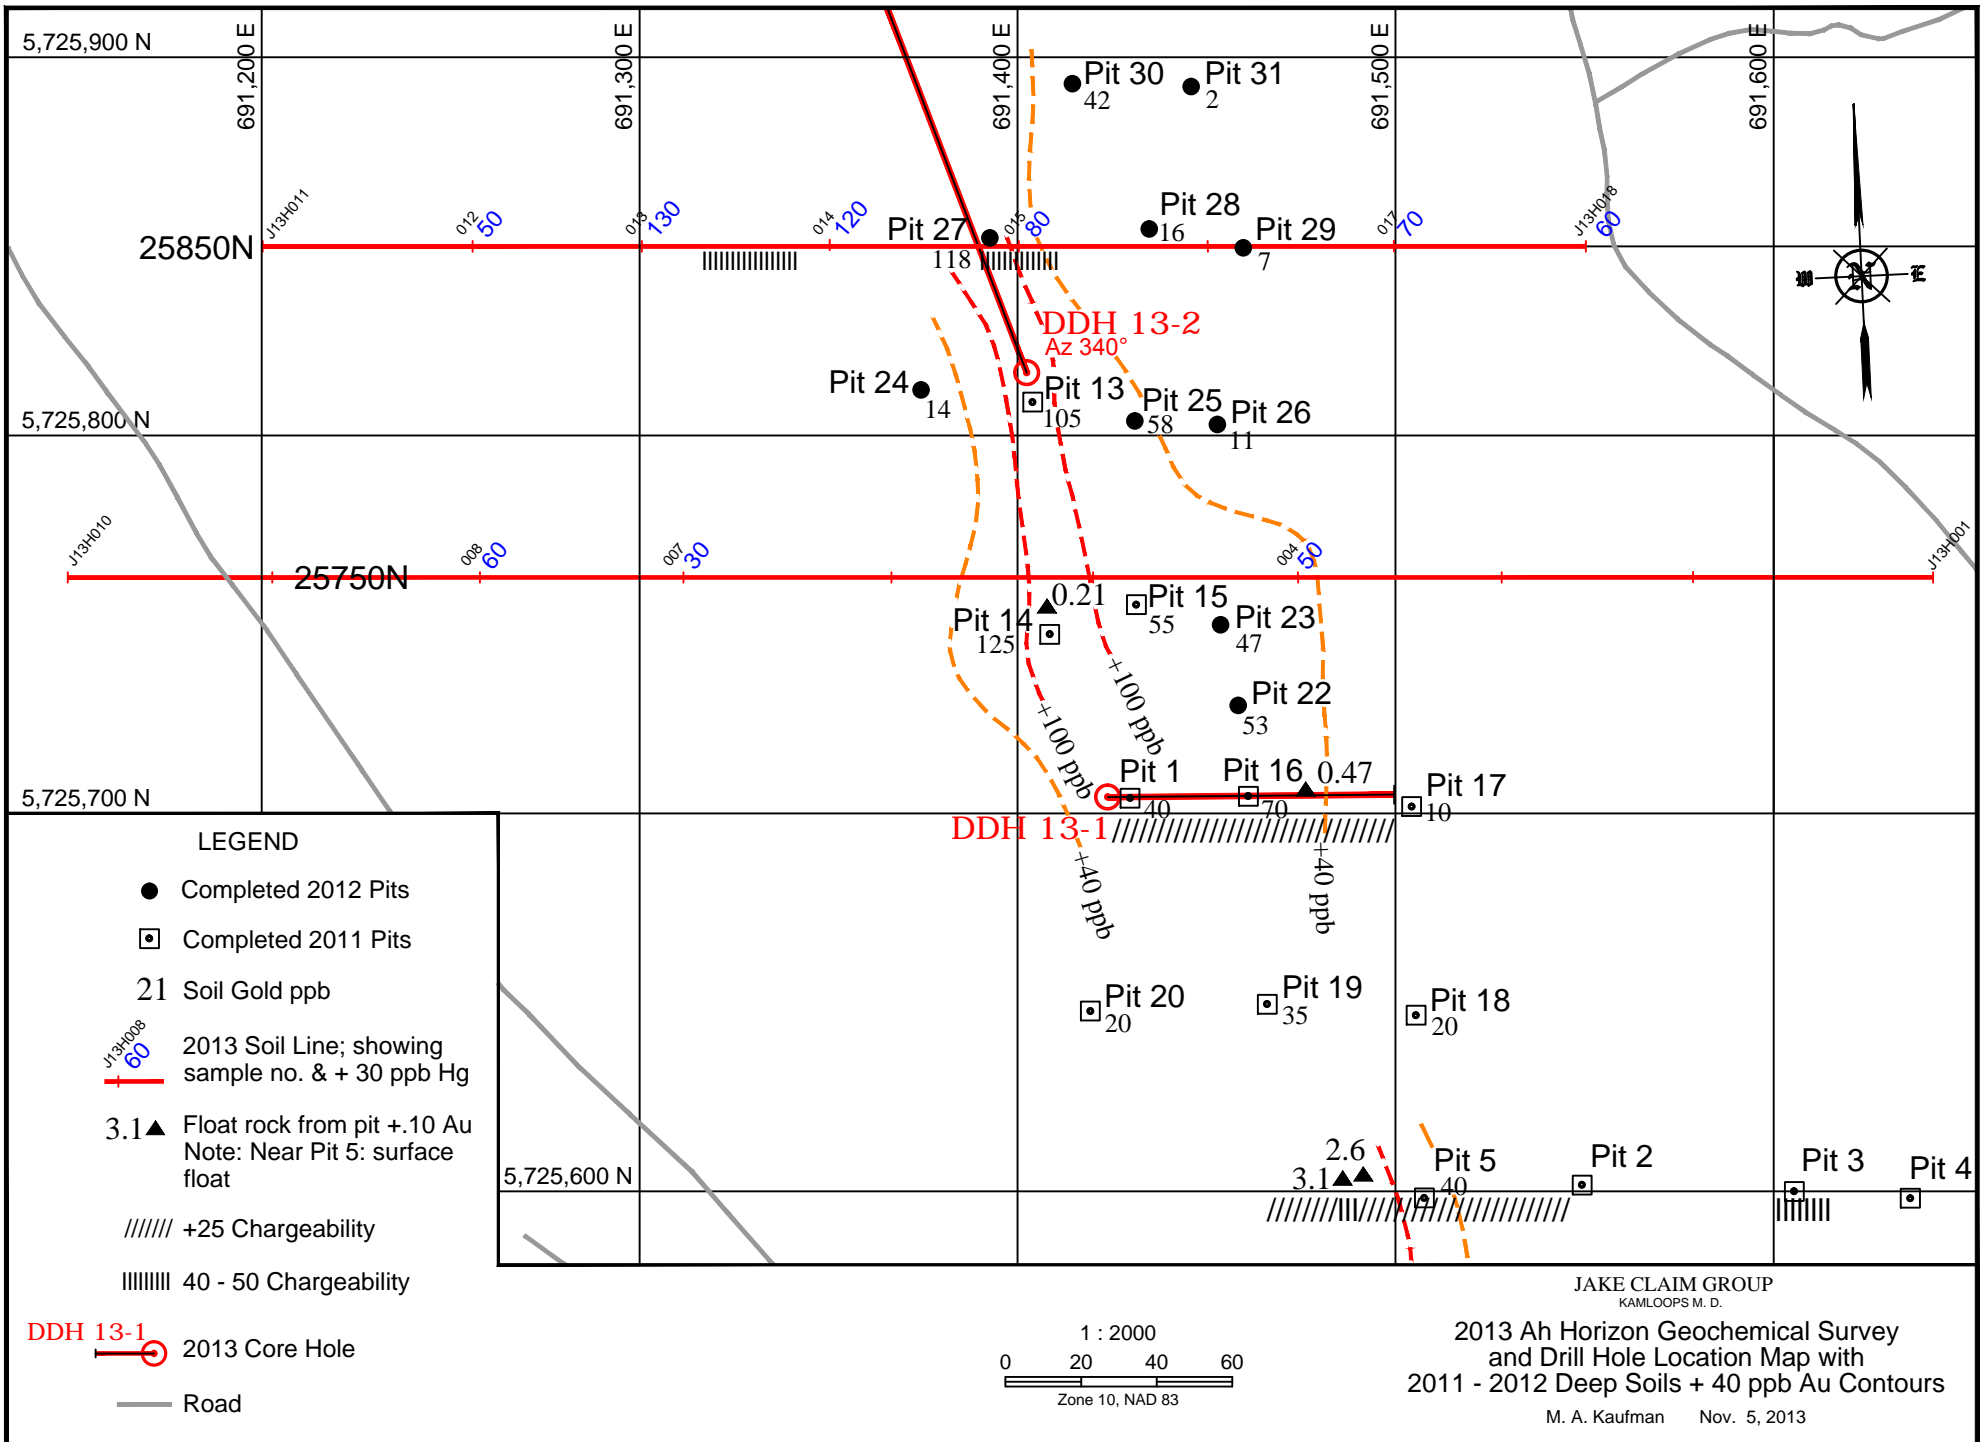 5,725,900 N
691,200 E
691,300 E
691,400 E
691,500 E
691,600 E
Pit 30
42
Pit 31
2
J13H011
012
50
013
130
014
120
015
80
017
70
J13H018
60
25850N
Pit 27
118
Pit 28
16
Pit 29
7
W
N
E
DDH 13-2
Az 340°
Pit 24
14
Pit 13
105
Pit 25
58
Pit 26
11
5,725,800 N
J13H010
008
60
007
30
004
50
J13H001
25750N
0.21
Pit 14
125
Pit 15
55
Pit 23
47
+100 ppb
+100 ppb
Pit 22
53
5,725,700 N
Pit 1
40
Pit 16
70
0.47
Pit 17
10
DDH 13-1
+40 ppb
+40 ppb
Pit 20
20
Pit 19
35
Pit 18
20
5,725,600 N
2.6
3.1
Pit 5
40
Pit 2
Pit 3
Pit 4
LEGEND
Completed 2012 Pits
Completed 2011 Pits
21 Soil Gold ppb
J13H008
60
2013 Soil Line; showing
sample no. & + 30 ppb Hg
3.1 Float rock from pit +.10 Au
Note: Near Pit 5: surface
float
+25 Chargeability
40 - 50 Chargeability
DDH 13-1
2013 Core Hole
Road
1 : 2000
0 20 40 60
Zone 10, NAD 83
JAKE CLAIM GROUP
KAMLOOPS M. D.
2013 Ah Horizon Geochemical Survey
and Drill Hole Location Map with
2011 - 2012 Deep Soils + 40 ppb Au Contours
M. A. Kaufman Nov. 5, 2013